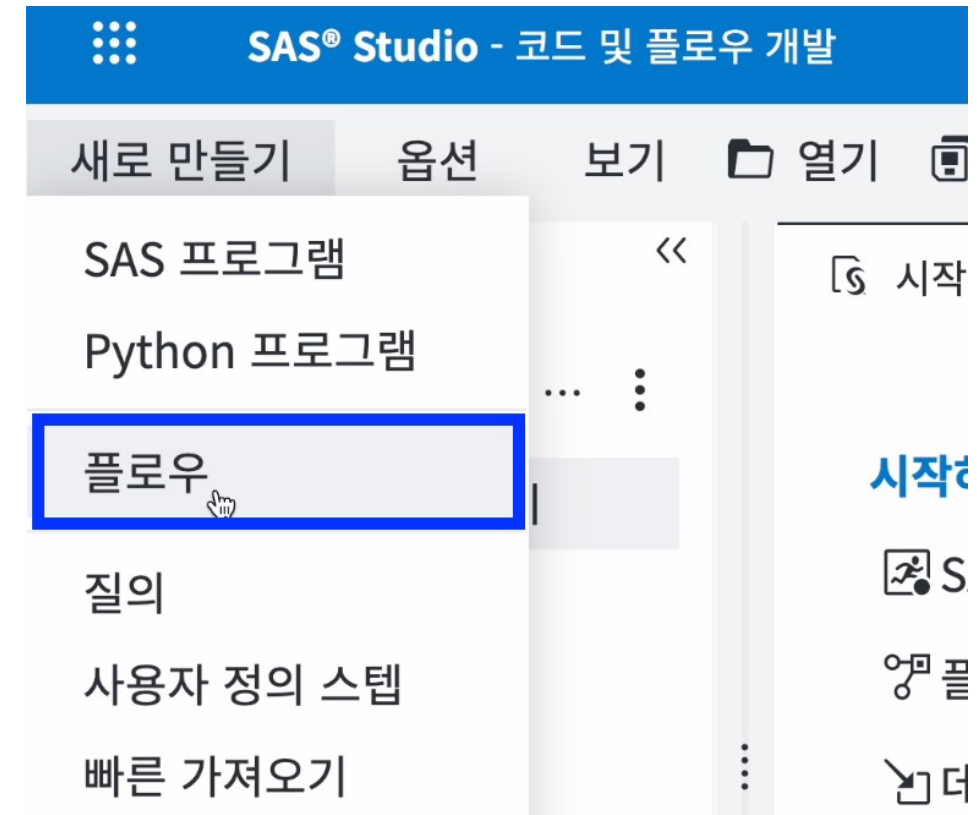 SAS® Studio - 코드 및 플로우 개발
새로 만들기 옵션 보기 열기
SAS 프로그램
시작
Python 프로그램
플로우
질의
사용자 정의 스텝
빠른 가져오기